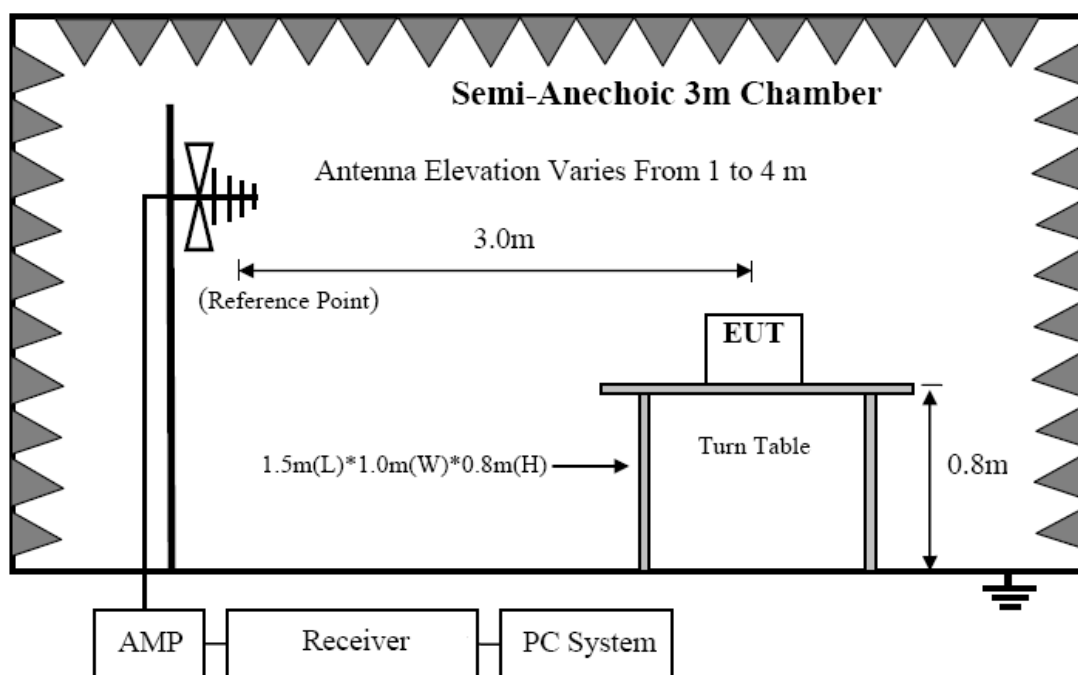 Semi-Anechoic 3m Chamber
Antenna Elevation Varies From 1 to 4 m
3.0m
(Reference Point)
EUT
Turn Table
1.5m(L)*1.0m(W)*0.8m(H)
0.8m
AMP
Receiver
PC System